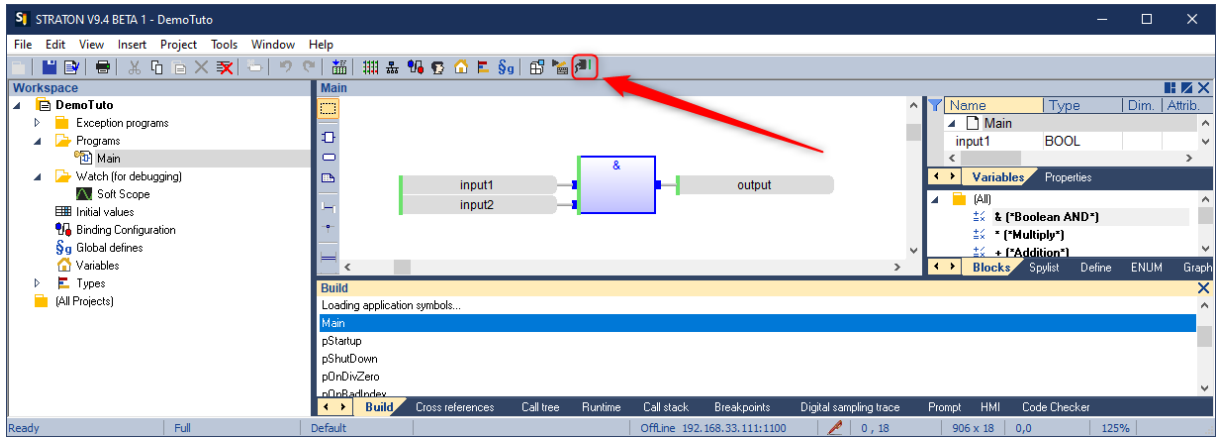 STRATON V9.4 BETA 1 - DemoTuto
File Edit View Insert Project Tools Window Help
Workspace
DemoTuto
Exception programs
Programs
Main
Watch (for debugging)
Soft Scope
Initial values
Binding Configuration
§g Global defines
Variables
Types
(All Projects)
Main
&
input1
input2
output
Name Type Dim. Attrib.
Main
input1 BOOL
Variables Properties
(All)
& (*Boolean AND*)
* (*Multiply*)
+ (*Addition*)
Blocks Spylist Define ENUM Graph
Build
Loading application symbols...
Main
pStartup
pShutDown
pOnDivZero
pOnBadIndex
Build Cross references Call tree Runtime Call stack Breakpoints Digital sampling trace Prompt HMI Code Checker
Ready Full Default Offline 192.168.33.111:1100 0 , 18 906 x 18 0,0 125%